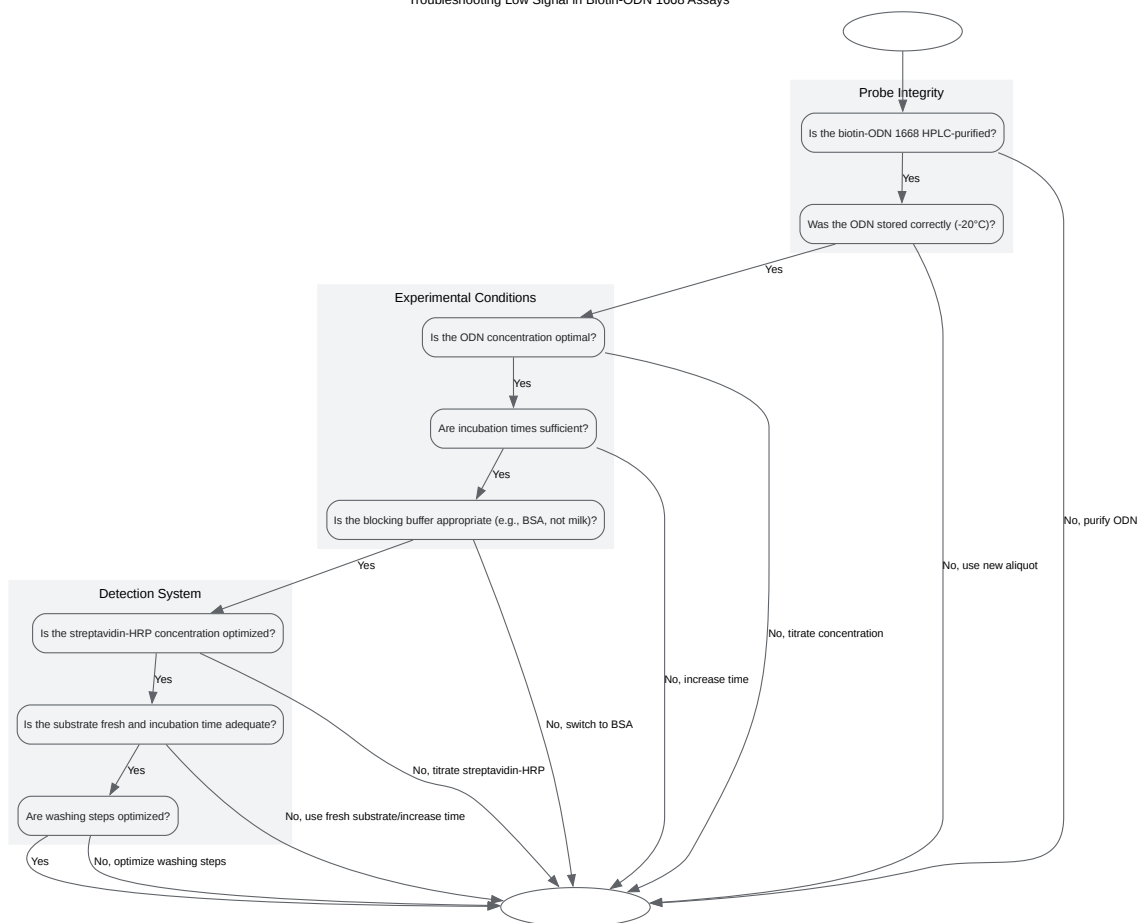 Troubleshooting Low Signal in Biotin-ODN 1668 Assays
Probe Integrity
Is the biotin-ODN 1668 HPLC-purified?
Yes
Was the ODN stored correctly (-20°C)?
Yes
Experimental Conditions
Is the ODN concentration optimal?
Yes
Are incubation times sufficient?
Yes
Is the blocking buffer appropriate (e.g., BSA, not milk)?
No, purify ODN
Yes
No, use new aliquot
Detection System
Is the streptavidin-HRP concentration optimized?
No, titrate concentration
Yes
No, increase time
Is the substrate fresh and incubation time adequate?
No, switch to BSA
Yes
No, titrate streptavidin-HRP
Are washing steps optimized?
No, use fresh substrate/increase time
Yes
No, optimize washing steps